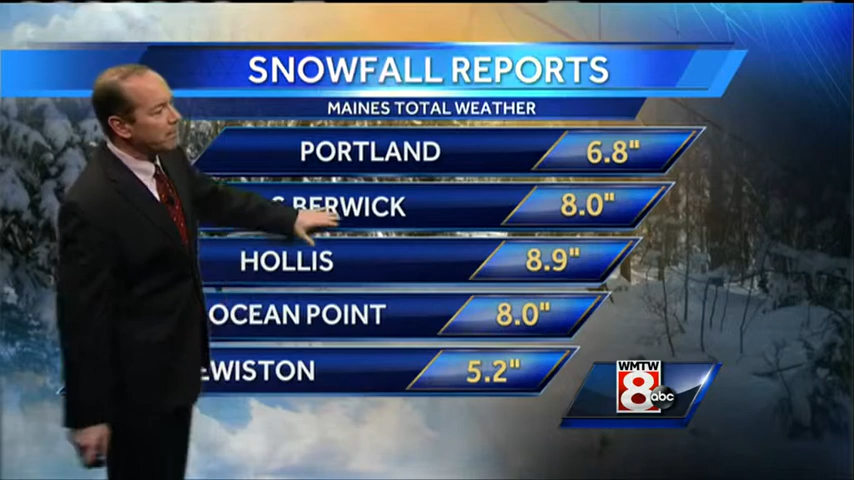 SNOWFALL REPORTS
MAINES TOTAL WEATHER
PORTLAND 6.8"
S BERWICK 8.0"
HOLLIS 8.9"
OCEAN POINT 8.0"
EWISTON 5.2"
WMTW
8 abc